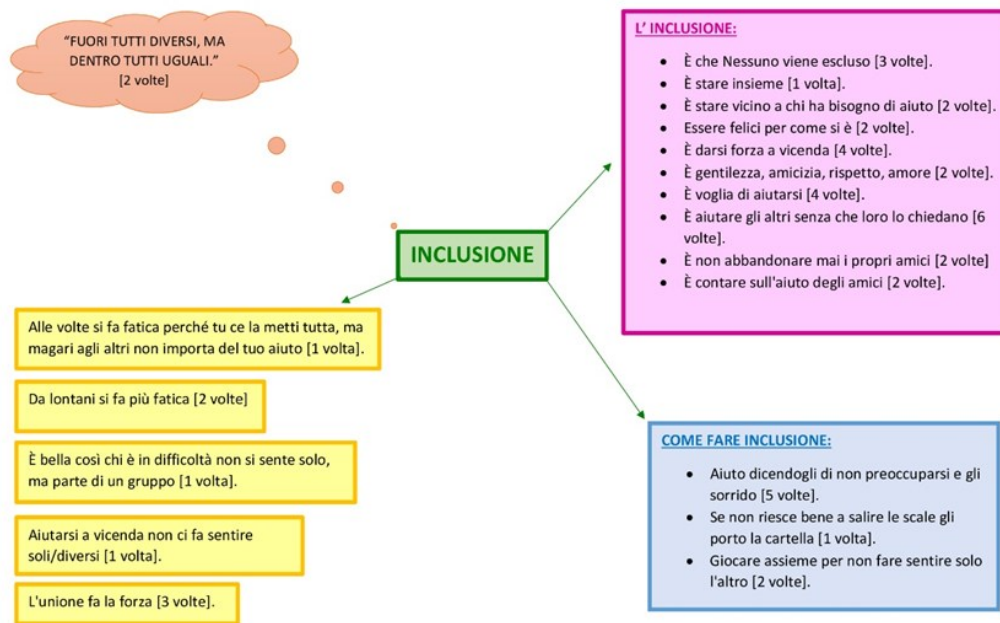 “FUORI TUTTI DIVERSI, MA
DENTRO TUTTI UGUALI.”
[2 volte]
L’ INCLUSIONE:
• È che Nessuno viene escluso [3 volte].
• È stare insieme [1 volta].
• È stare vicino a chi ha bisogno di aiuto [2 volte].
• Essere felici per come si è [2 volte].
• È darsi forza a vicenda [4 volte].
• È gentilezza, amicizia, rispetto, amore [2 volte].
• È voglia di aiutarsi [4 volte].
• È aiutare gli altri senza che loro lo chiedano [6
volte].
• È non abbandonare mai i propri amici [2 volte]
• È contare sull'aiuto degli amici [2 volte].
INCLUSIONE
Alle volte si fa fatica perché tu ce la metti tutta, ma
magari agli altri non importa del tuo aiuto [1 volta].
Da lontani si fa più fatica [2 volte]
È bella così chi è in difficoltà non si sente solo,
ma parte di un gruppo [1 volta].
Aiutarsi a vicenda non ci fa sentire
soli/diversi [1 volta].
L'unione fa la forza [3 volte].
COME FARE INCLUSIONE:
• Aiuto dicendogli di non preoccuparsi e gli
sorrido [5 volte].
• Se non riesce bene a salire le scale gli
porto la cartella [1 volta].
• Giocare assieme per non fare sentire solo
l'altro [2 volte].